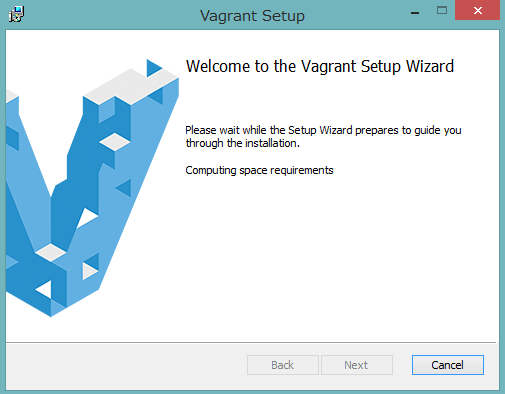 Vagrant Setup
Welcome to the Vagrant Setup Wizard
Please wait while the Setup Wizard prepares to guide you
through the installation.
Computing space requirements
Back
Next
Cancel